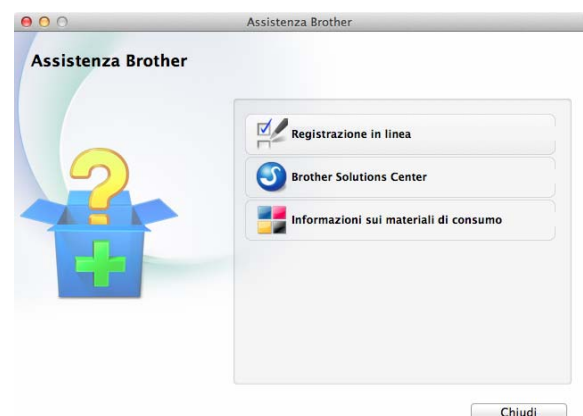 Assistenza Brother
Assistenza Brother
Registrazione in linea
Brother Solutions Center
Informazioni sui materiali di consumo
Chiudi